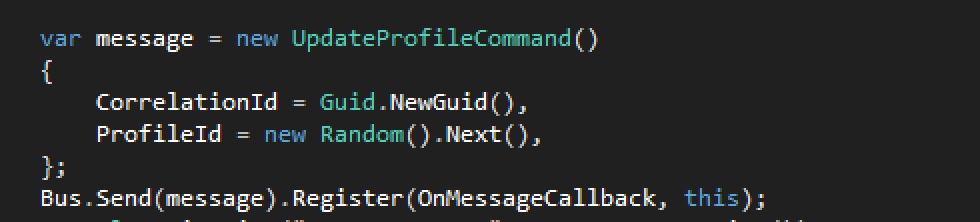 var message = new UpdateProfileCommand()
{
    CorrelationId = Guid.NewGuid(),
    ProfileId = new Random().Next(),
};
Bus.Send(message).Register(OnMessageCallback, this);